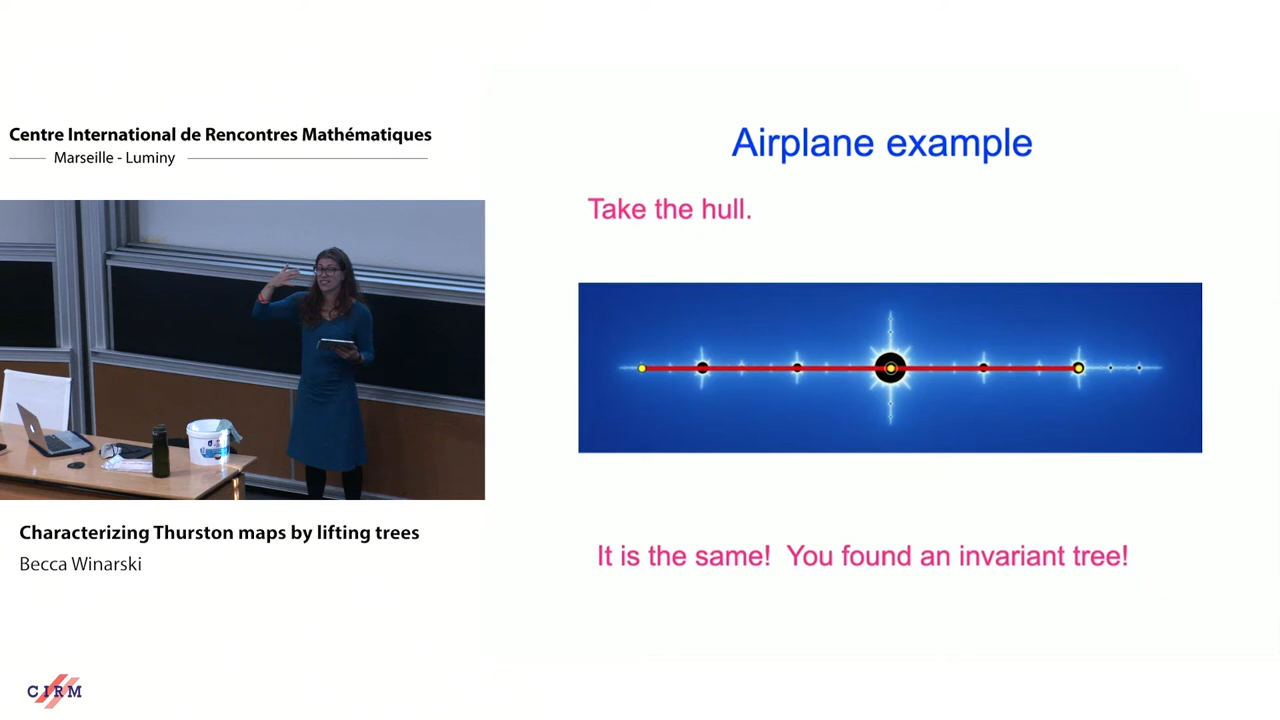 Centre International de Rencontres Mathématiques
Marseille - Luminy
Airplane example
Take the hull.
It is the same! You found an invariant tree!
Characterizing Thurston maps by lifting trees
Becca Winarski
CIRM